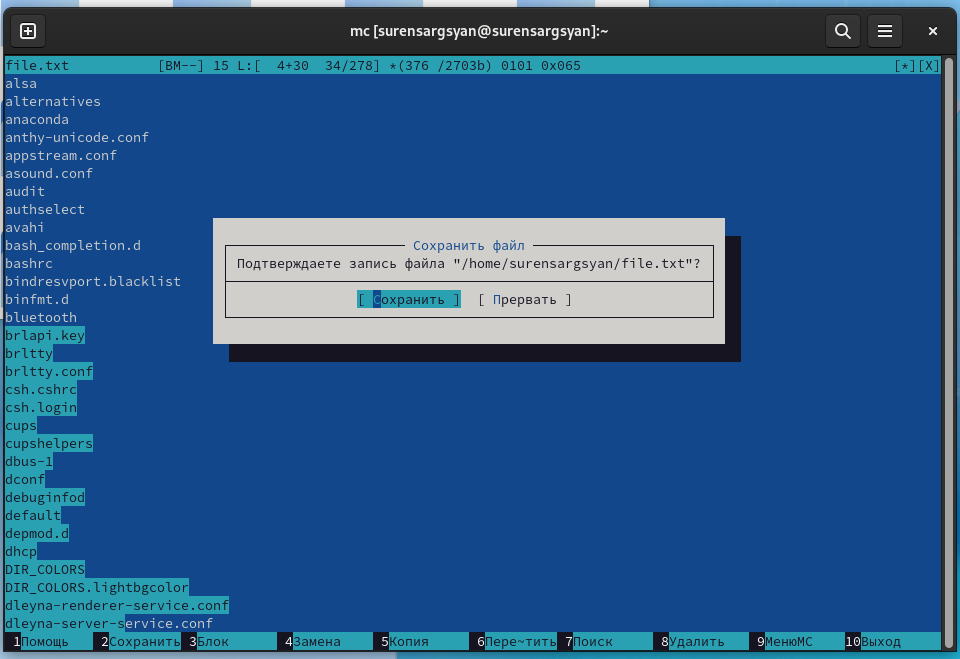 mc [surensargsyan@surensargsyan]:~
file.txt [BM--] 15 L:[ 4+30 34/278] *(376 /2703b) 0101 0x065 [*][X]
alsa
alternatives
anaconda
anthy-unicode.conf
appstream.conf
asound.conf
audit
authselect
avahi
bash_completion.d
bashrc
bindresvport.blacklist
binfmt.d
bluetooth
brlapi.key
brltty
brltty.conf
csh.cshrc
csh.login
cups
cupshelpers
dbus-1
dconf
debuginfod
default
depmod.d
dhcp
DIR_COLORS
DIR_COLORS.lightbgcolor
dleyna-renderer-service.conf
dleyna-server-service.conf
Сохранить файл
Подтверждаете запись файла "/home/surensargsyan/file.txt"?
[ Сохранить ] [ Прервать ]
1Помощь 2Сохранить 3Блок 4Замена 5Копия 6Пере~тить 7Поиск 8Удалить 9МенюMC 10Выход